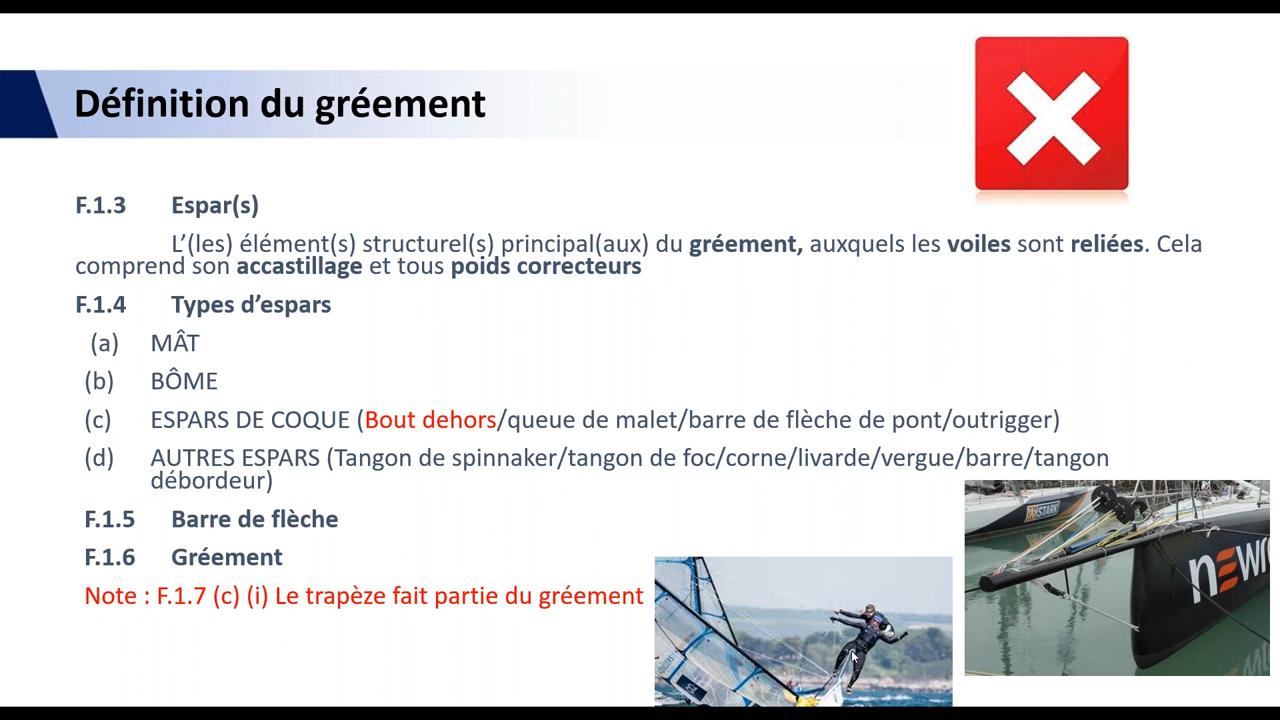 Définition du gréement
F.1.3 Espar(s)
L'(les) élément(s) structurel(s) principal(aux) du gréement, auxquels les voiles sont reliées. Cela
comprend son accastillage et tous poids correcteurs
F.1.4 Types d'espars
(a) MÂT
(b) BÔME
(c) ESPARS DE COQUE (Bout dehors/queue de malet/barre de flèche de pont/outrigger)
(d) AUTRES ESPARS (Tangon de spinnaker/tangon de foc/corne/livarde/vergue/barre/tangon
débordeur)
F.1.5 Barre de flèche
F.1.6 Gréement
Note : F.1.7 (c) (i) Le trapèze fait partie du gréement
STARK